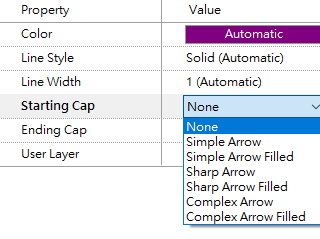 Property Value
Color Automatic
Line Style Solid (Automatic)
Line Width 1 (Automatic)
Starting Cap None
Ending Cap None
User Layer Simple Arrow
Simple Arrow Filled
Sharp Arrow
Sharp Arrow Filled
Complex Arrow
Complex Arrow Filled